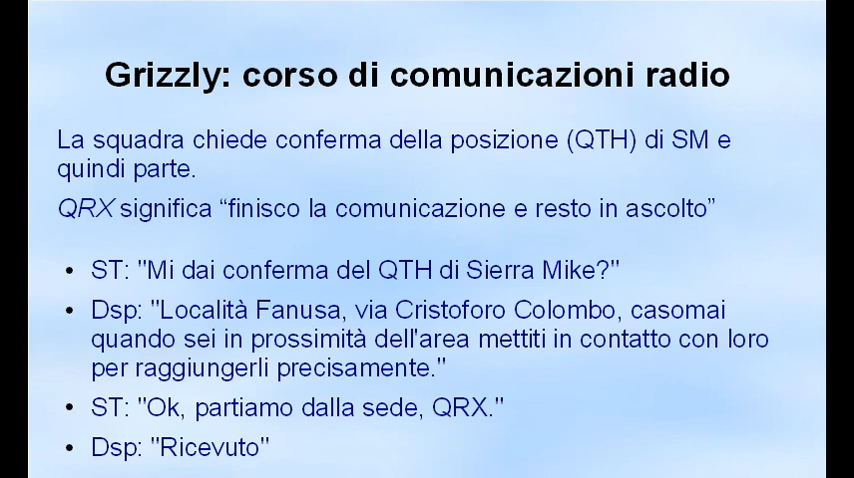 Grizzly: corso di comunicazioni radio
La squadra chiede conferma della posizione (QTH) di SM e
quindi parte.
QRX significa “finisco la comunicazione e resto in ascolto”
• ST: "Mi dai conferma del QTH di Sierra Mike?"
• Dsp: "Località Fanusa, via Cristoforo Colombo, casomai
quando sei in prossimità dell'area mettiti in contatto con loro
per raggiungerli precisamente."
• ST: "Ok, partiamo dalla sede, QRX."
• Dsp: "Ricevuto"